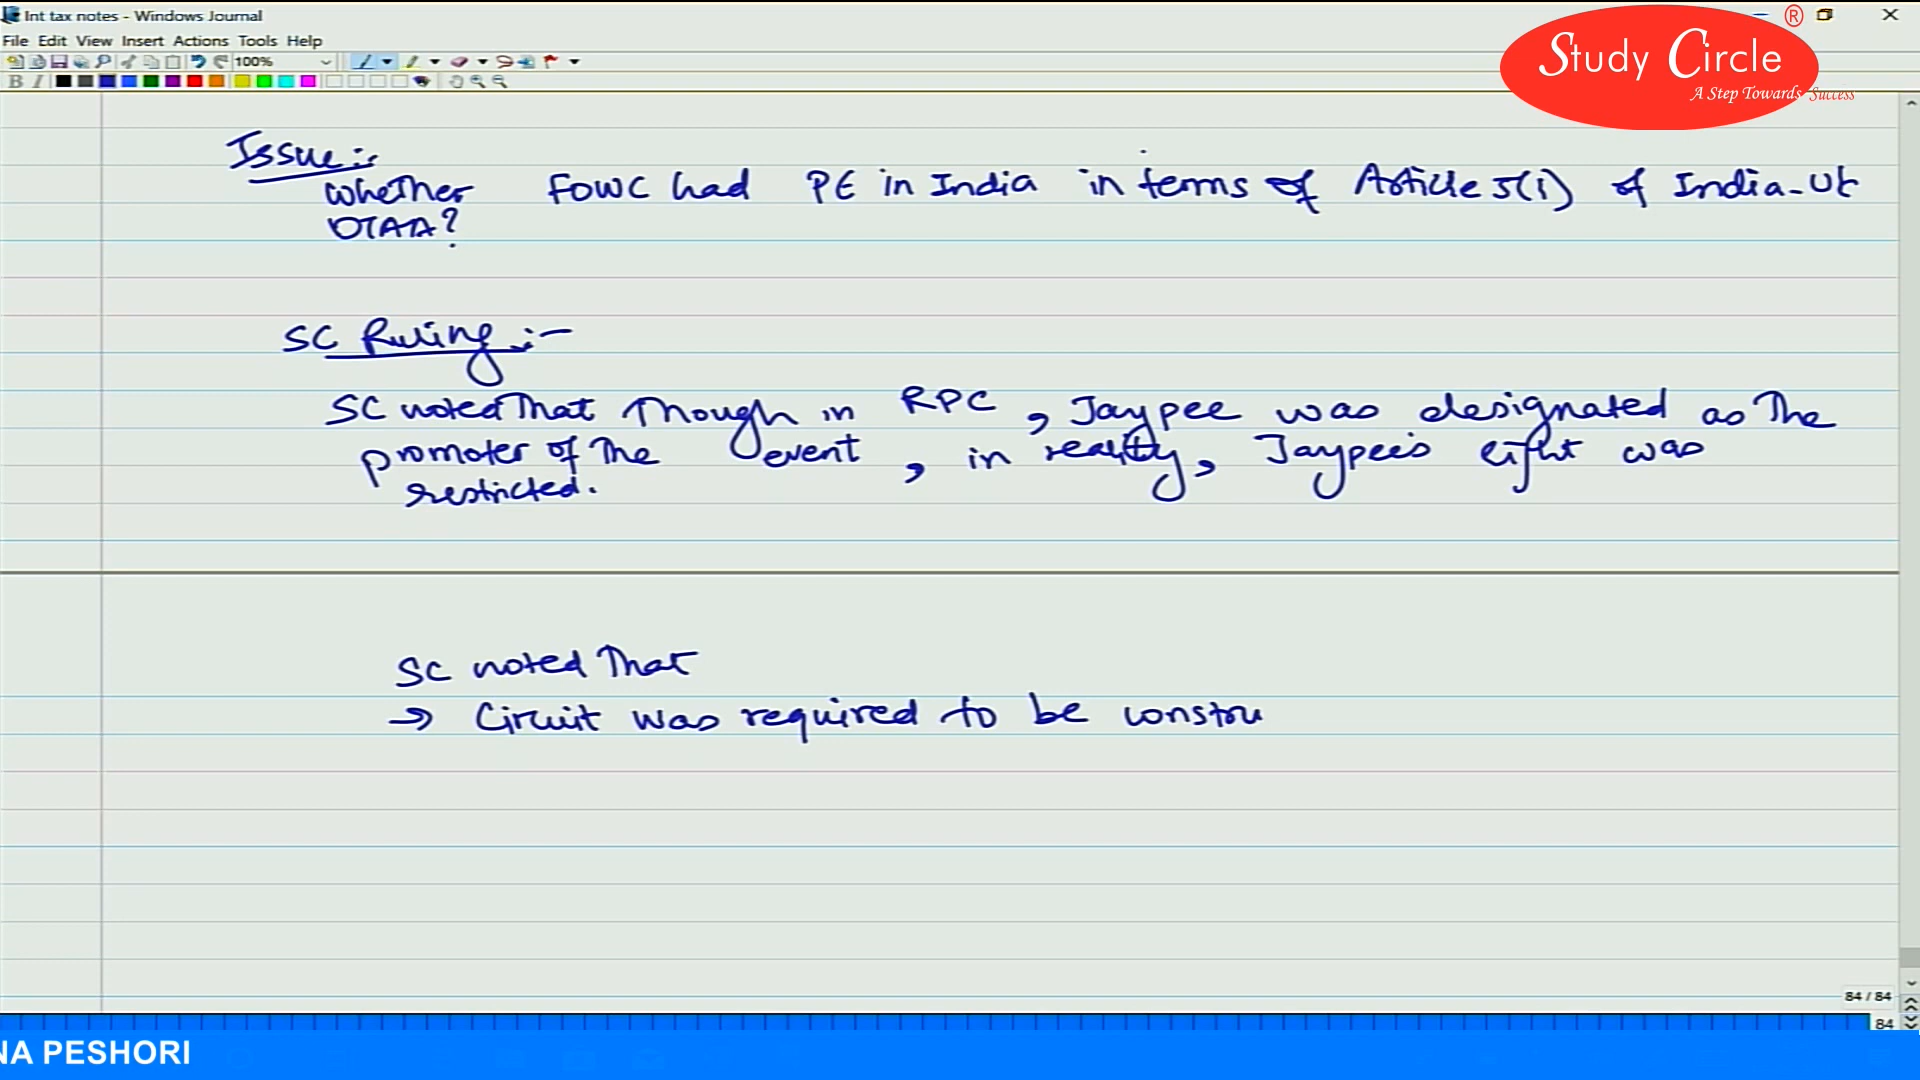 Int tax notes - Windows Journal
File Edit View Insert Actions Tools Help
100%
B I
®
Study Circle
A Step Towards Success
Issue:-
Whether FOWC had PE in India in terms of Article 5(1) of India-UK
DTAA?
SC Ruling :-
SC noted that though in RPC, Jaypee was designated as the
promoter of the event, in reality, Jaypee's right was
restricted.
SC noted that
→ Circuit was required to be constru
84 / 84
84
NA PESHORI